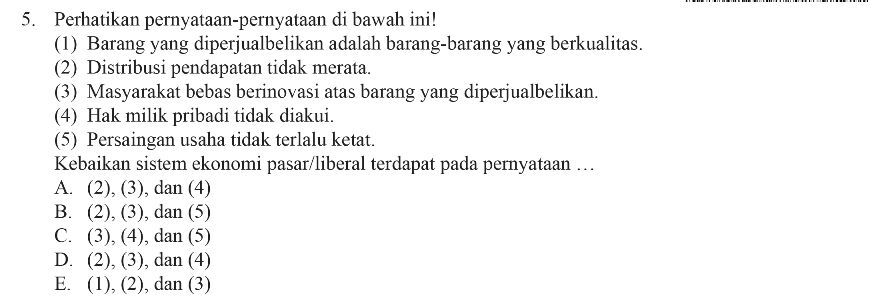 5. Perhatikan pernyataan-pernyataan di bawah ini!
(1) Barang yang diperjualbelikan adalah barang-barang yang berkualitas.
(2) Distribusi pendapatan tidak merata.
(3) Masyarakat bebas berinovasi atas barang yang diperjualbelikan.
(4) Hak milik pribadi tidak diakui.
(5) Persaingan usaha tidak terlalu ketat.
Kebaikan sistem ekonomi pasar/liberal terdapat pada pernyataan …
A. (2), (3), dan (4)
B. (2), (3), dan (5)
C. (3), (4), dan (5)
D. (2), (3), dan (4)
E. (1), (2), dan (3)